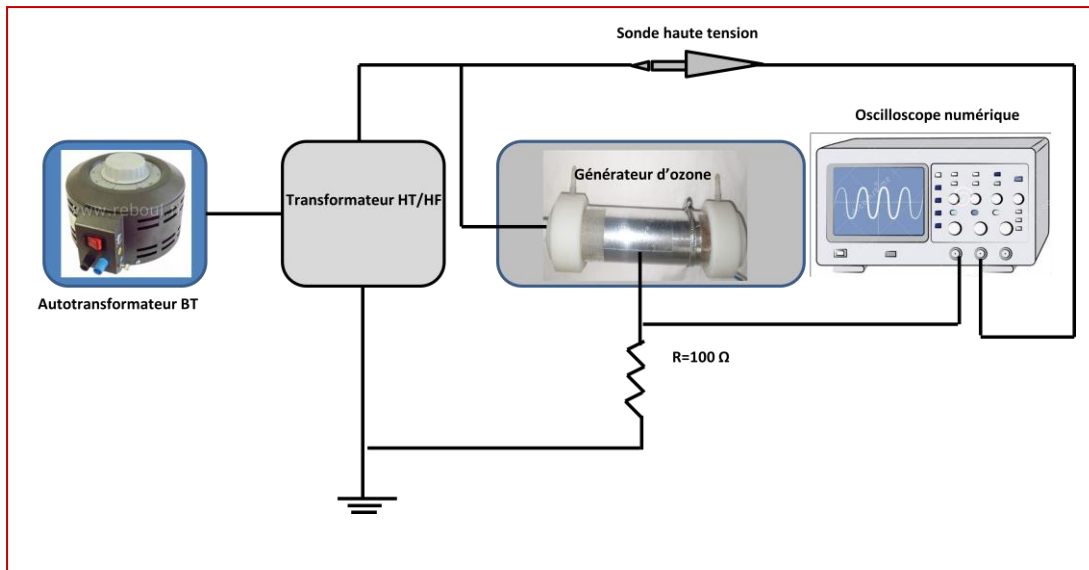 Sonde haute tension
Oscilloscope numérique
Générateur d'ozone
Transformateur HT/HF
Autotransformateur BT
R=100 Ω